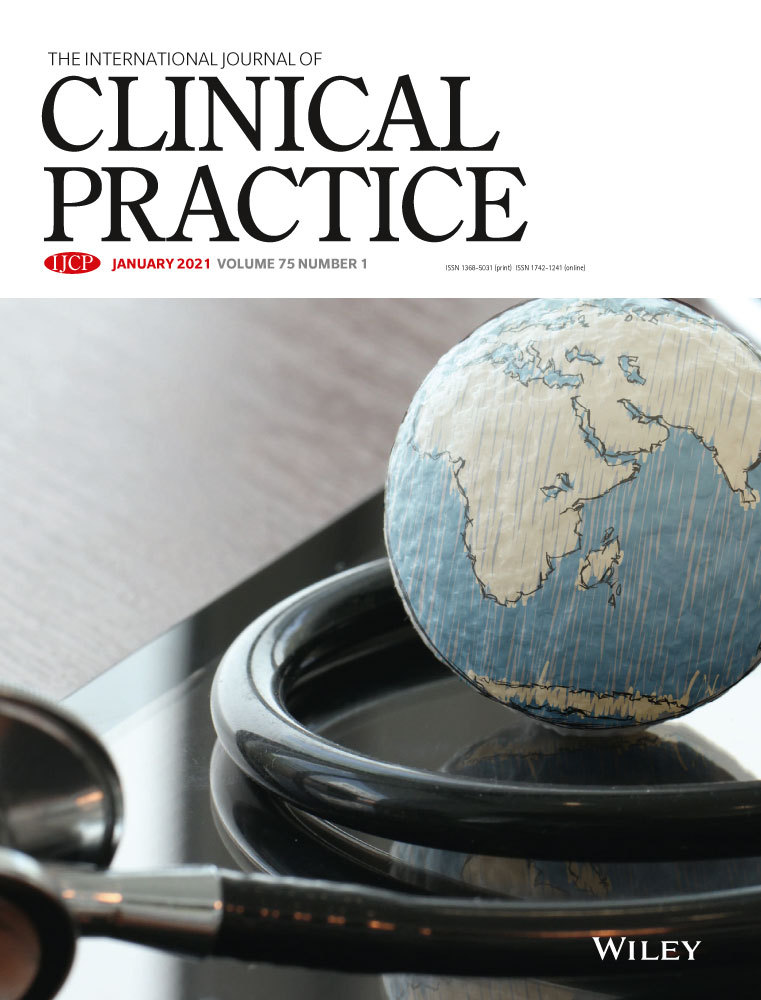 THE INTERNATIONAL JOURNAL OF
CLINICAL
PRACTICE
IJCP JANUARY 2021 VOLUME 75 NUMBER 1 ISSN 1368-5031 (print) ISSN 1742-1241 (online)
WILEY